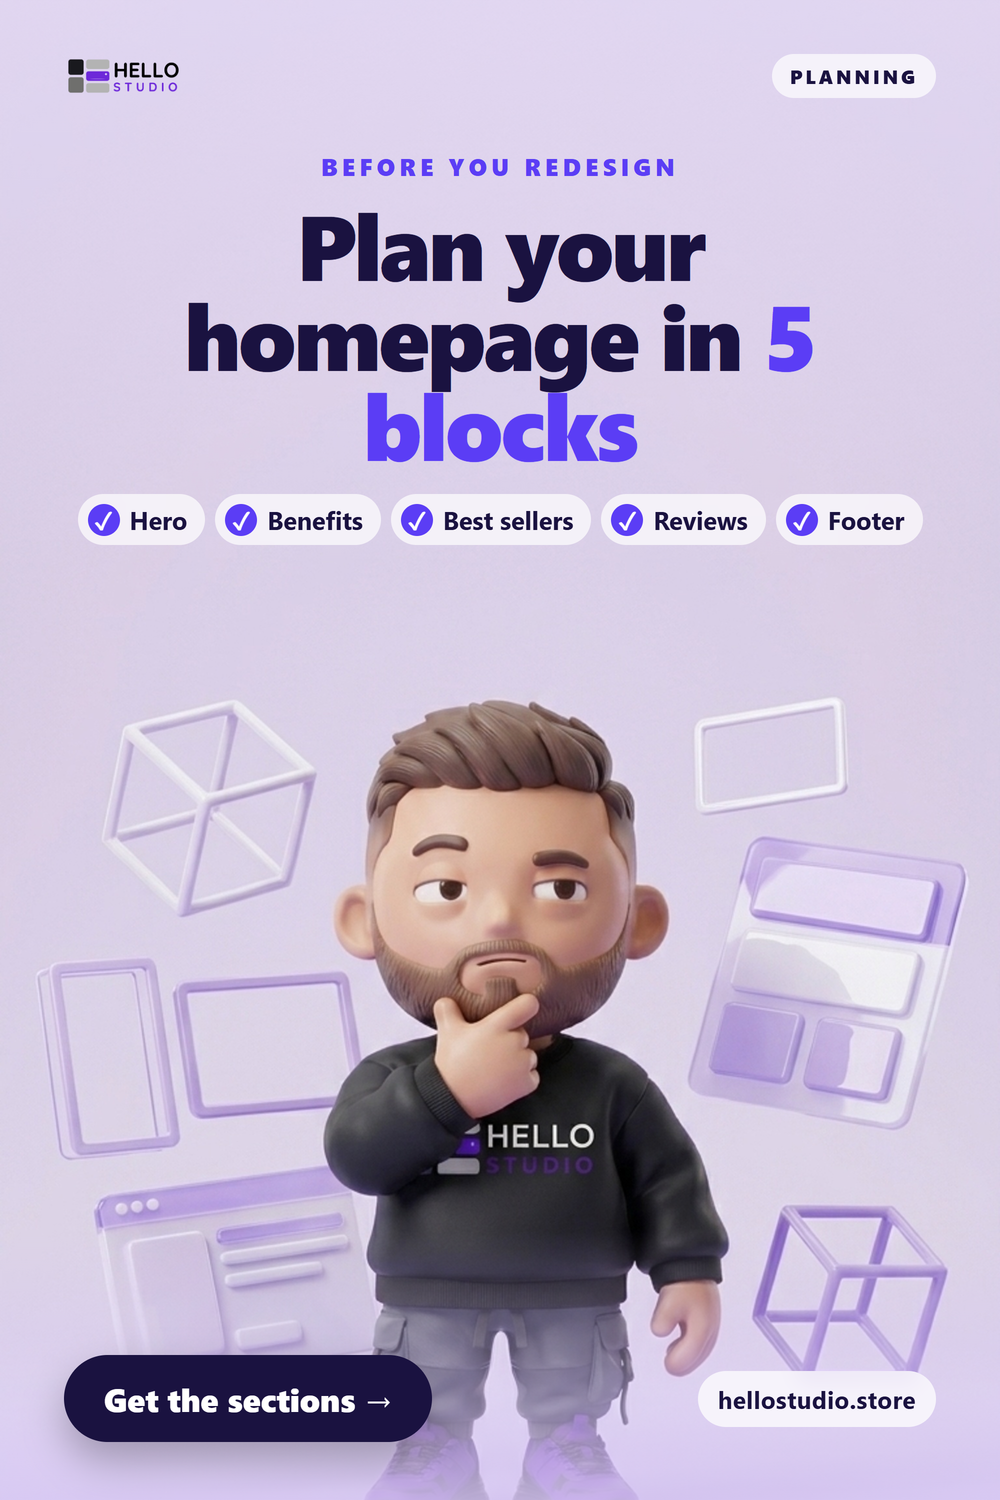 HELLO
STUDIO
PLANNING
BEFORE YOU REDESIGN
Plan your
homepage in 5
blocks
Hero
Benefits
Best sellers
Reviews
Footer
HELLO
STUDIO
Get the sections →
hellostudio.store